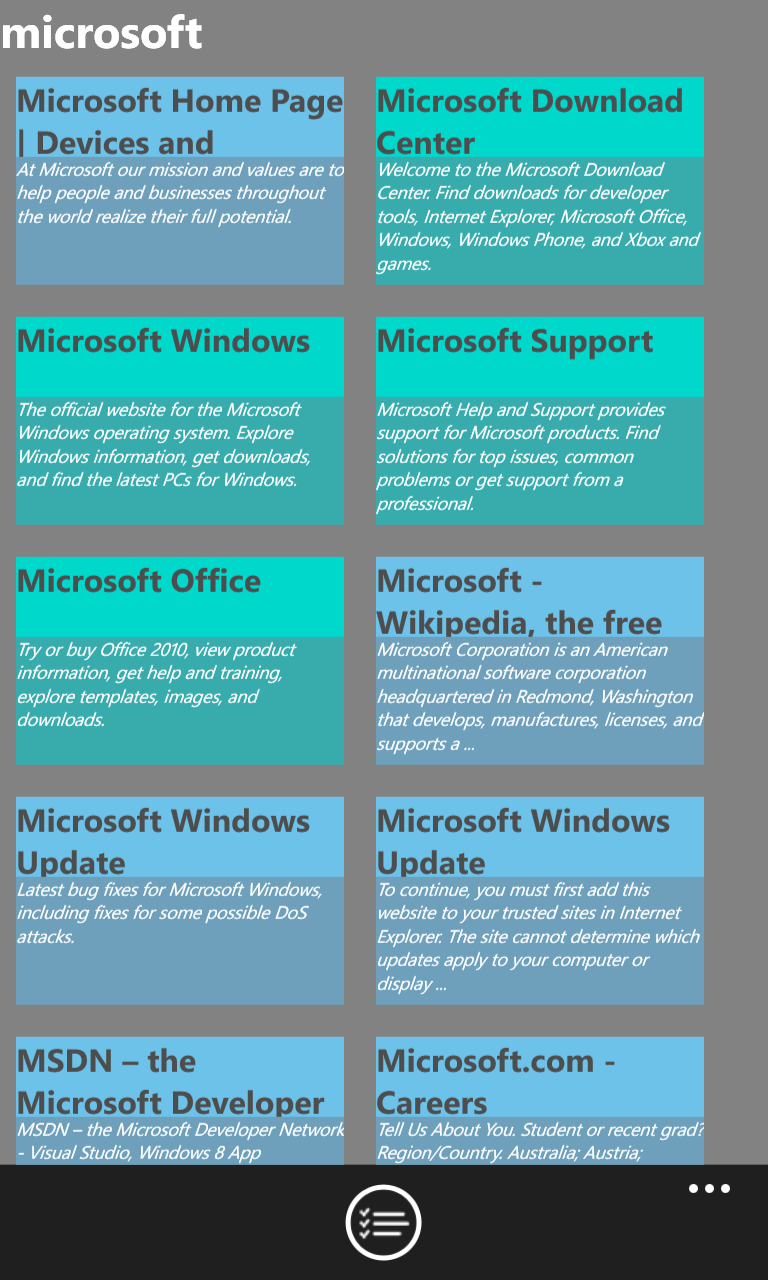 microsoft
Microsoft Home Page
| Devices and
At Microsoft our mission and values are to
help people and businesses throughout
the world realize their full potential.
Microsoft Download
Center
Welcome to the Microsoft Download
Center. Find downloads for developer
tools, Internet Explorer, Microsoft Office,
Windows, Windows Phone, and Xbox and
games.
Microsoft Windows
The official website for the Microsoft
Windows operating system. Explore
Windows information, get downloads,
and find the latest PCs for Windows.
Microsoft Support
Microsoft Help and Support provides
support for Microsoft products. Find
solutions for top issues, common
problems or get support from a
professional.
Microsoft Office
Try or buy Office 2010, view product
information, get help and training,
explore templates, images, and
downloads.
Microsoft -
Wikipedia, the free
Microsoft Corporation is an American
multinational software corporation
headquartered in Redmond, Washington
that develops, manufactures, licenses, and
supports a ...
Microsoft Windows
Update
Latest bug fixes for Microsoft Windows,
including fixes for some possible DoS
attacks.
Microsoft Windows
Update
To continue, you must first add this
website to your trusted sites in Internet
Explorer. The site cannot determine which
updates apply to your computer or
display ...
MSDN – the
Microsoft Developer
MSDN – the Microsoft Developer Network
- Visual Studio, Windows 8 App
Microsoft.com -
Careers
Tell Us About You. Student or recent grad?
Region/Country. Australia; Austria;